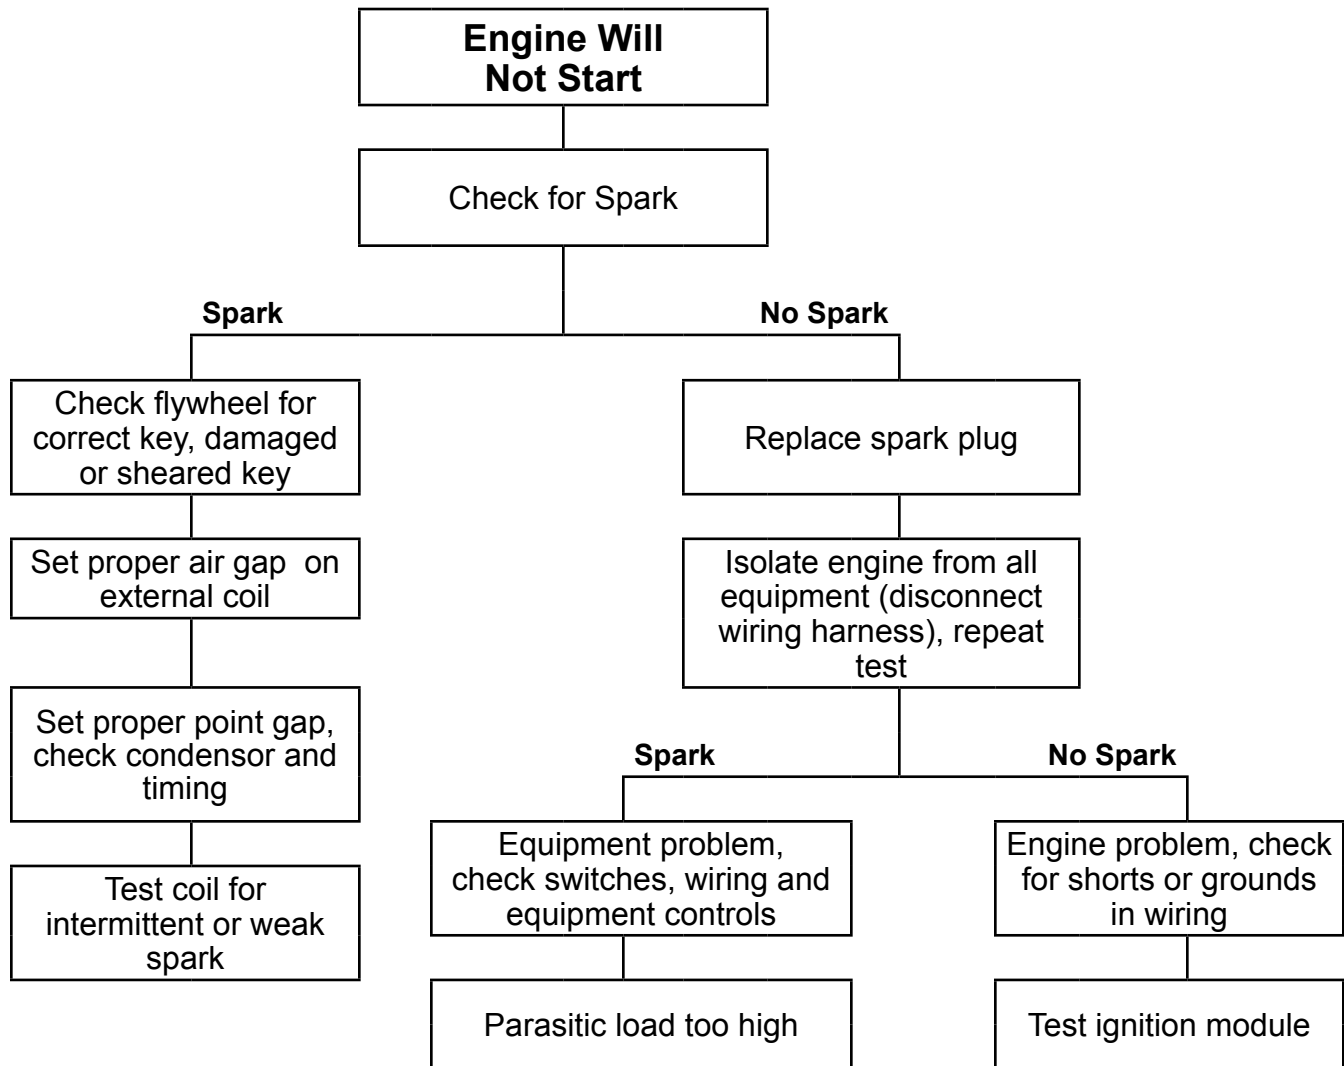 Engine Will
Not Start
Check for Spark
Spark
No Spark
Check flywheel for
correct key, damaged
or sheared key
Replace spark plug
Set proper air gap  on
external coil
Isolate engine from all
equipment (disconnect
wiring harness), repeat
test
Set proper point gap,
check condensor and
timing
Spark
No Spark
Test coil for
intermittent or weak
spark
Equipment problem,
check switches, wiring and
equipment controls
Engine problem, check
for shorts or grounds
in wiring
Parasitic load too high
Test ignition module